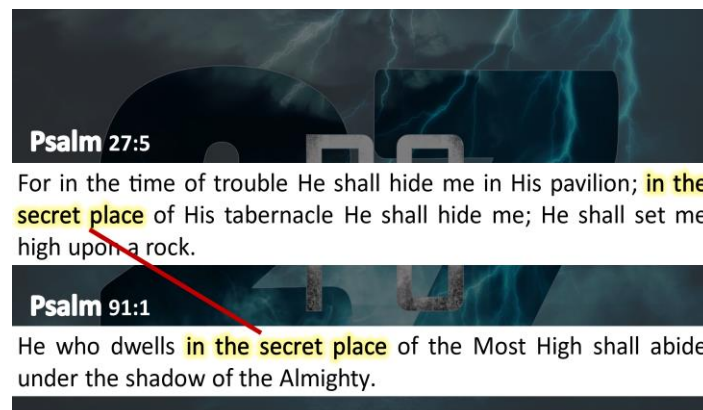 Psalm 27:5
For in the time of trouble He shall hide me in His pavilion; in the
secret place of His tabernacle He shall hide me; He shall set me
high upon a rock.
Psalm 91:1
He who dwells in the secret place of the Most High shall abide
under the shadow of the Almighty.